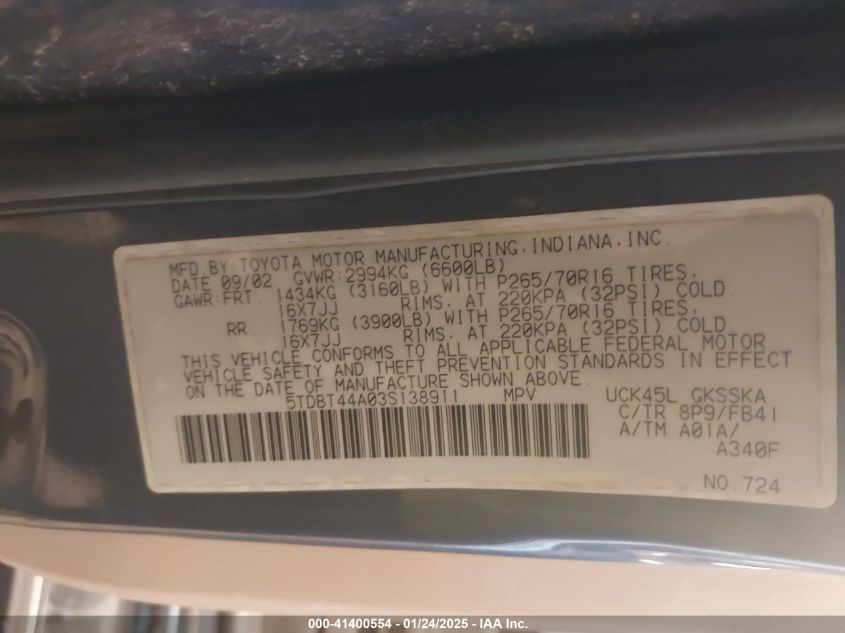 MFD BY: TOYOTA MOTOR MANUFACTURING.INDIANA.INC.
DATE 09/02 GVWR:2994KG (6600LB)
GAWR:FRT. 1434KG (3160LB) WITH P265/70R16 TIRES.
16X7JJ RIMS. AT 220KPA (32PSI) COLD.
RR. 1769KG (3900LB) WITH P265/70R16 TIRES.
16X7JJ RIMS. AT 220KPA (32PSI) COLD.
THIS VEHICLE CONFORMS TO ALL APPLICABLE FEDERAL MOTOR
VEHICLE SAFETY AND THEFT PREVENTION STANDARDS IN EFFECT
ON THE DATE OF MANUFACTURE SHOWN ABOVE.
5TDBT44A03S138911 MPV UCK45L GKSSKA
C/TR 8P9/FB41
A/TM A01A/
A340F
NO.724
000-41400554 - 01/24/2025 - IAA Inc.